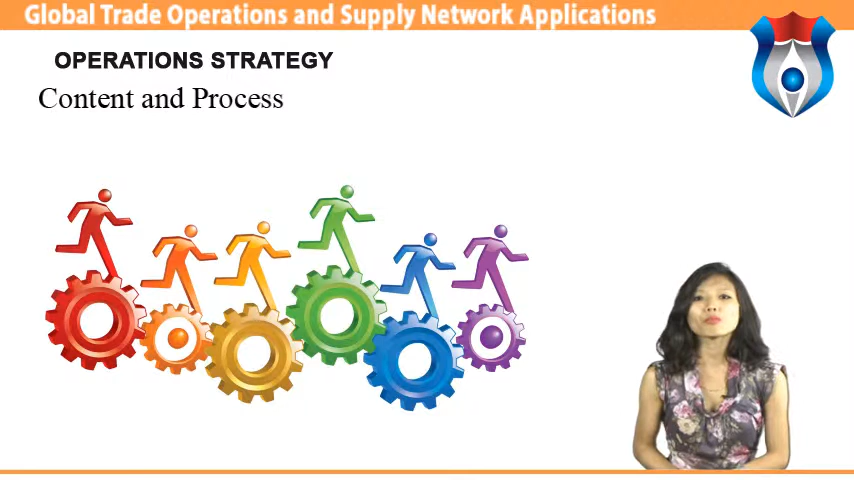 Global Trade Operations and Supply Network Applications
OPERATIONS STRATEGY
Content and Process